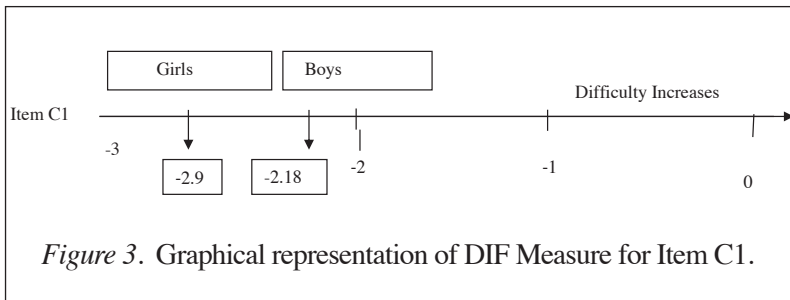 Girls Boys
Difficulty Increases
Item C1
-3 -2 -1 0
-2.9 -2.18
Figure 3. Graphical representation of DIF Measure for Item C1.